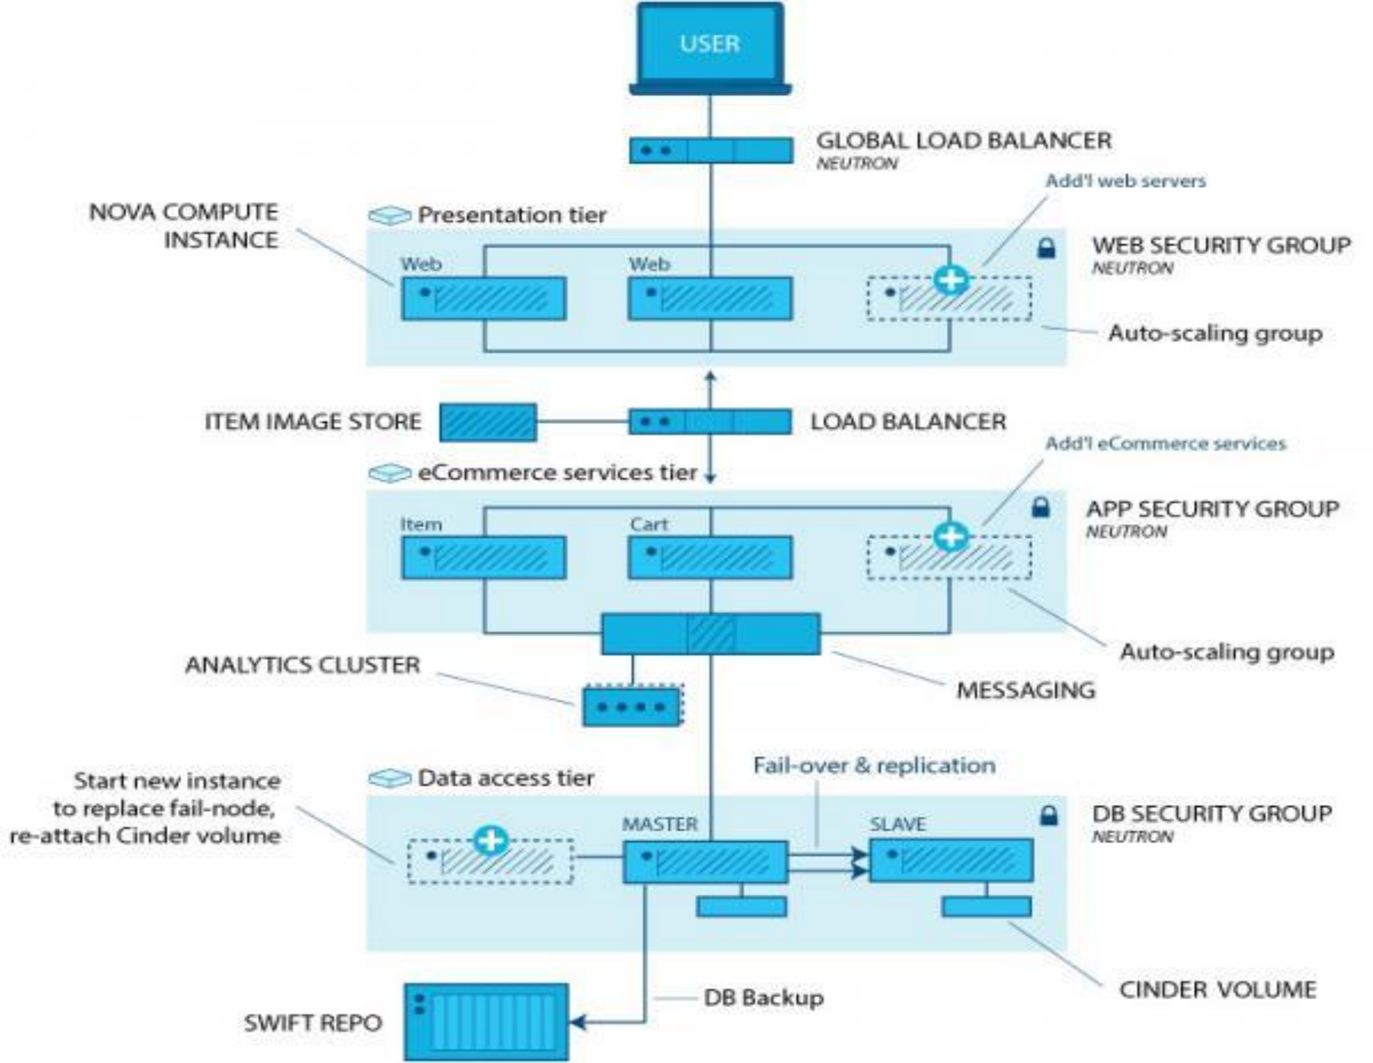 USER
GLOBAL LOAD BALANCER
NEUTRON
Add'l web servers
NOVA COMPUTE
INSTANCE
Presentation tier
WEB SECURITY GROUP
NEUTRON
Web
Web
Auto-scaling group
ITEM IMAGE STORE
LOAD BALANCER
Add'l eCommerce services
eCommerce services tier
APP SECURITY GROUP
NEUTRON
Item
Cart
Auto-scaling group
ANALYTICS CLUSTER
MESSAGING
Fail-over & replication
Start new instance
to replace fail-node,
re-attach Cinder volume
Data access tier
DB SECURITY GROUP
NEUTRON
MASTER
SLAVE
CINDER VOLUME
DB Backup
SWIFT REPO